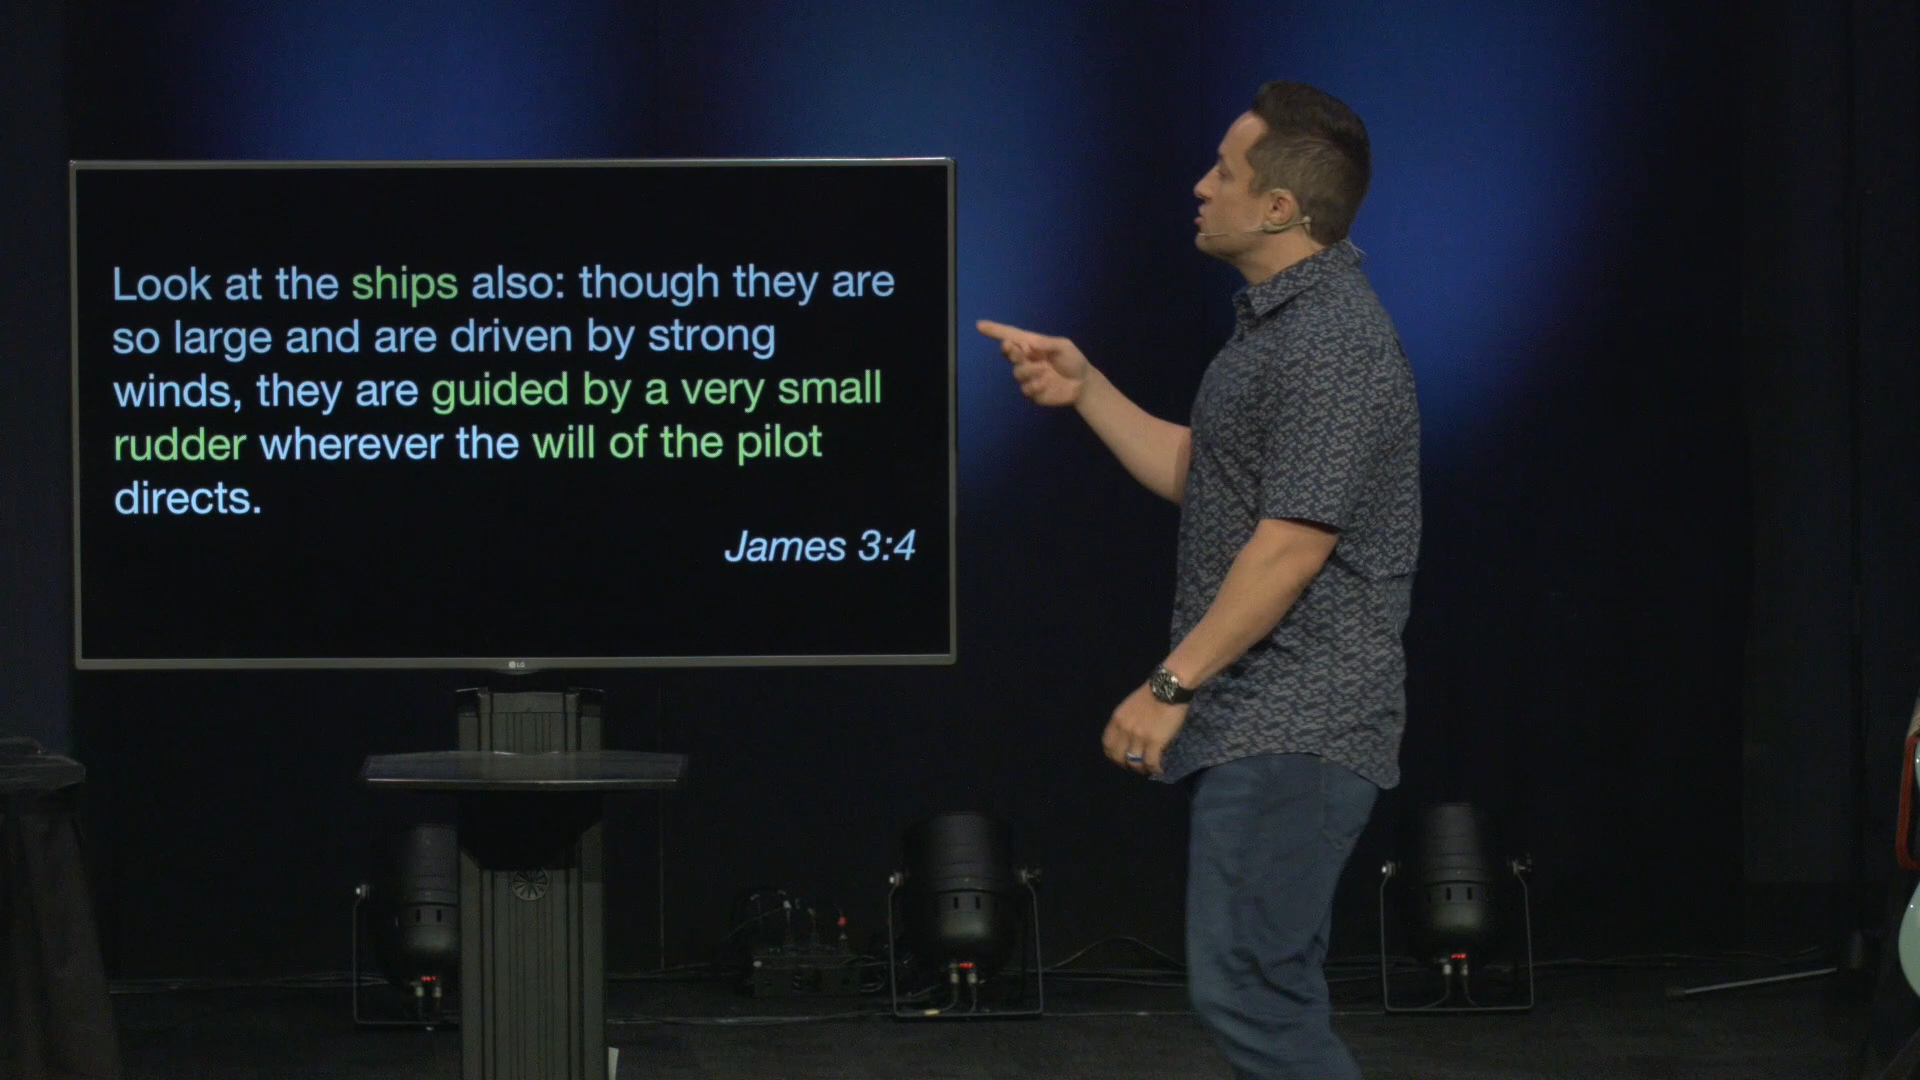 Look at the ships also: though they are
so large and are driven by strong
winds, they are guided by a very small
rudder wherever the will of the pilot
directs.
James 3:4
LG